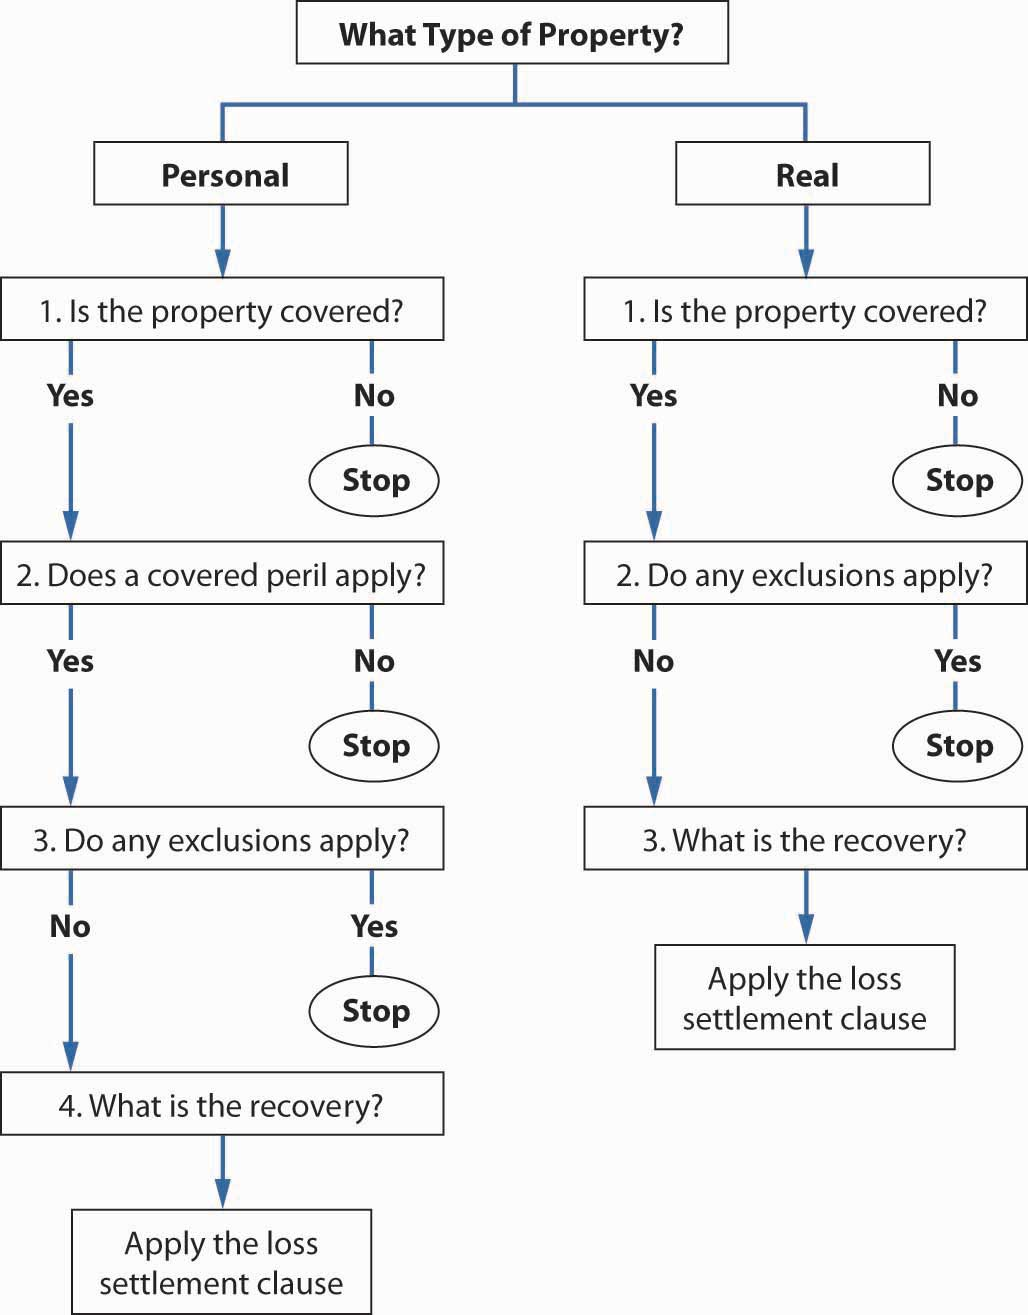 What Type of Property?
Personal
1. Is the property covered?
Yes
No
Stop
2. Does a covered peril apply?
Yes
No
Stop
3. Do any exclusions apply?
No
Yes
Stop
4. What is the recovery?
Apply the loss
settlement clause
Real
1. Is the property covered?
Yes
No
Stop
2. Do any exclusions apply?
No
Yes
Stop
3. What is the recovery?
Apply the loss
settlement clause